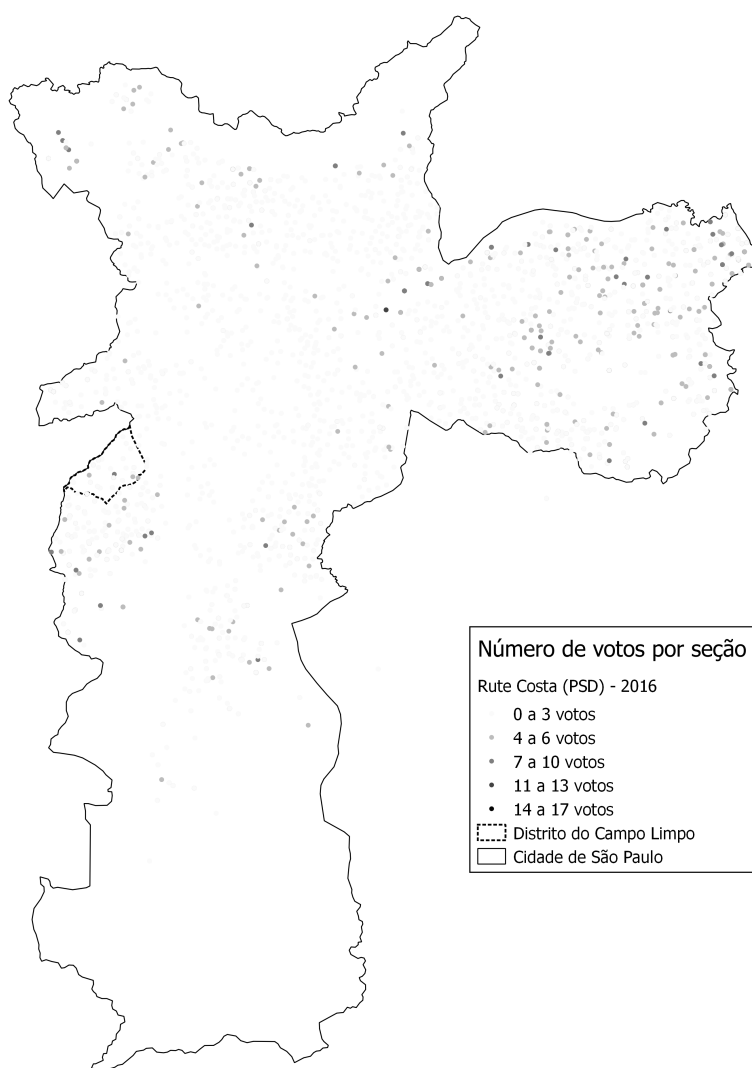 Número de votos por seção
Rute Costa (PSD) - 2016
0 a 3 votos
4 a 6 votos
7 a 10 votos
11 a 13 votos
14 a 17 votos
Distrito do Campo Limpo
Cidade de São Paulo